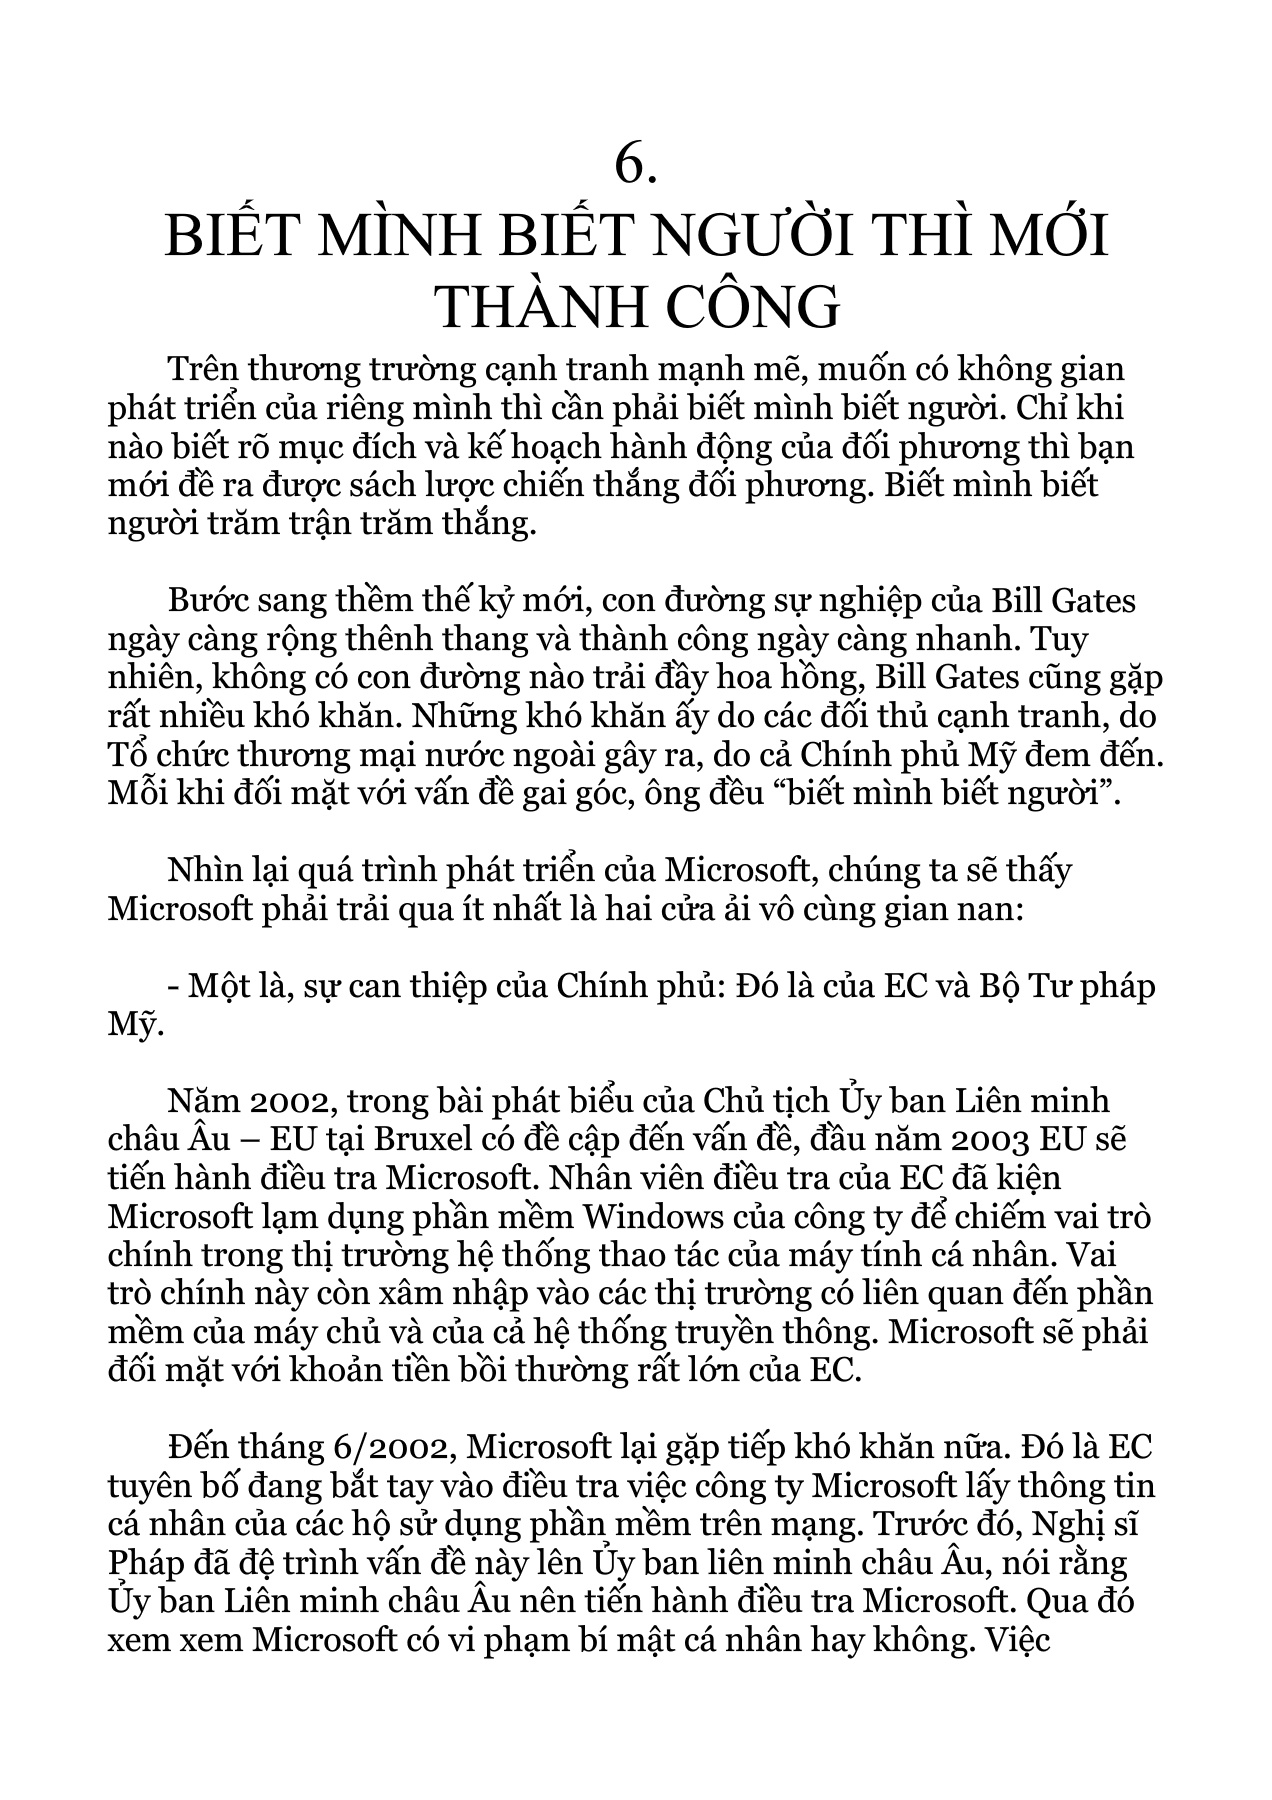 6.
BIẾT MÌNH BIẾT NGƯỜI THÌ MỚI
THÀNH CÔNG
Trên thương trường cạnh tranh mạnh mẽ, muốn có không gian
phát triển của riêng mình thì cần phải biết mình biết người. Chỉ khi
nào biết rõ mục đích và kế hoạch hành động của đối phương thì bạn
mới đề ra được sách lược chiến thắng đối phương. Biết mình biết
người trăm trận trăm thắng.
Bước sang thềm thế kỷ mới, con đường sự nghiệp của Bill Gates
ngày càng rộng thênh thang và thành công ngày càng nhanh. Tuy
nhiên, không có con đường nào trải đầy hoa hồng, Bill Gates cũng gặp
rất nhiều khó khăn. Những khó khăn ấy do các đối thủ cạnh tranh, do
Tổ chức thương mại nước ngoài gây ra, do cả Chính phủ Mỹ đem đến.
Mỗi khi đối mặt với vấn đề gai góc, ông đều “biết mình biết người”.
Nhìn lại quá trình phát triển của Microsoft, chúng ta sẽ thấy
Microsoft phải trải qua ít nhất là hai cửa ải vô cùng gian nan:
- Một là, sự can thiệp của Chính phủ: Đó là của EC và Bộ Tư pháp
Mỹ.
Năm 2002, trong bài phát biểu của Chủ tịch Ủy ban Liên minh
châu Âu – EU tại Bruxel có đề cập đến vấn đề, đầu năm 2003 EU sẽ
tiến hành điều tra Microsoft. Nhân viên điều tra của EC đã kiện
Microsoft lạm dụng phần mềm Windows của công ty để chiếm vai trò
chính trong thị trường hệ thống thao tác của máy tính cá nhân. Vai
trò chính này còn xâm nhập vào các thị trường có liên quan đến phần
mềm của máy chủ và của cả hệ thống truyền thông. Microsoft sẽ phải
đối mặt với khoản tiền bồi thường rất lớn của EC.
Đến tháng 6/2002, Microsoft lại gặp tiếp khó khăn nữa. Đó là EC
tuyên bố đang bắt tay vào điều tra việc công ty Microsoft lấy thông tin
cá nhân của các hộ sử dụng phần mềm trên mạng. Trước đó, Nghị sĩ
Pháp đã đệ trình vấn đề này lên Ủy ban liên minh châu Âu, nói rằng
Ủy ban Liên minh châu Âu nên tiến hành điều tra Microsoft. Qua đó
xem xem Microsoft có vi phạm bí mật cá nhân hay không. Việc